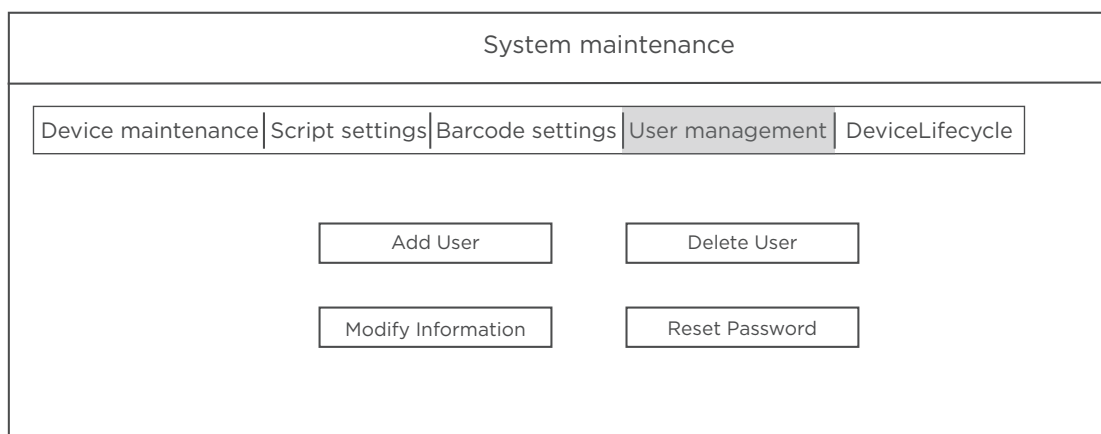 System maintenance
Device maintenance Script settings Barcode settings User management DeviceLifecycle
Add User Delete User
Modify Information Reset Password